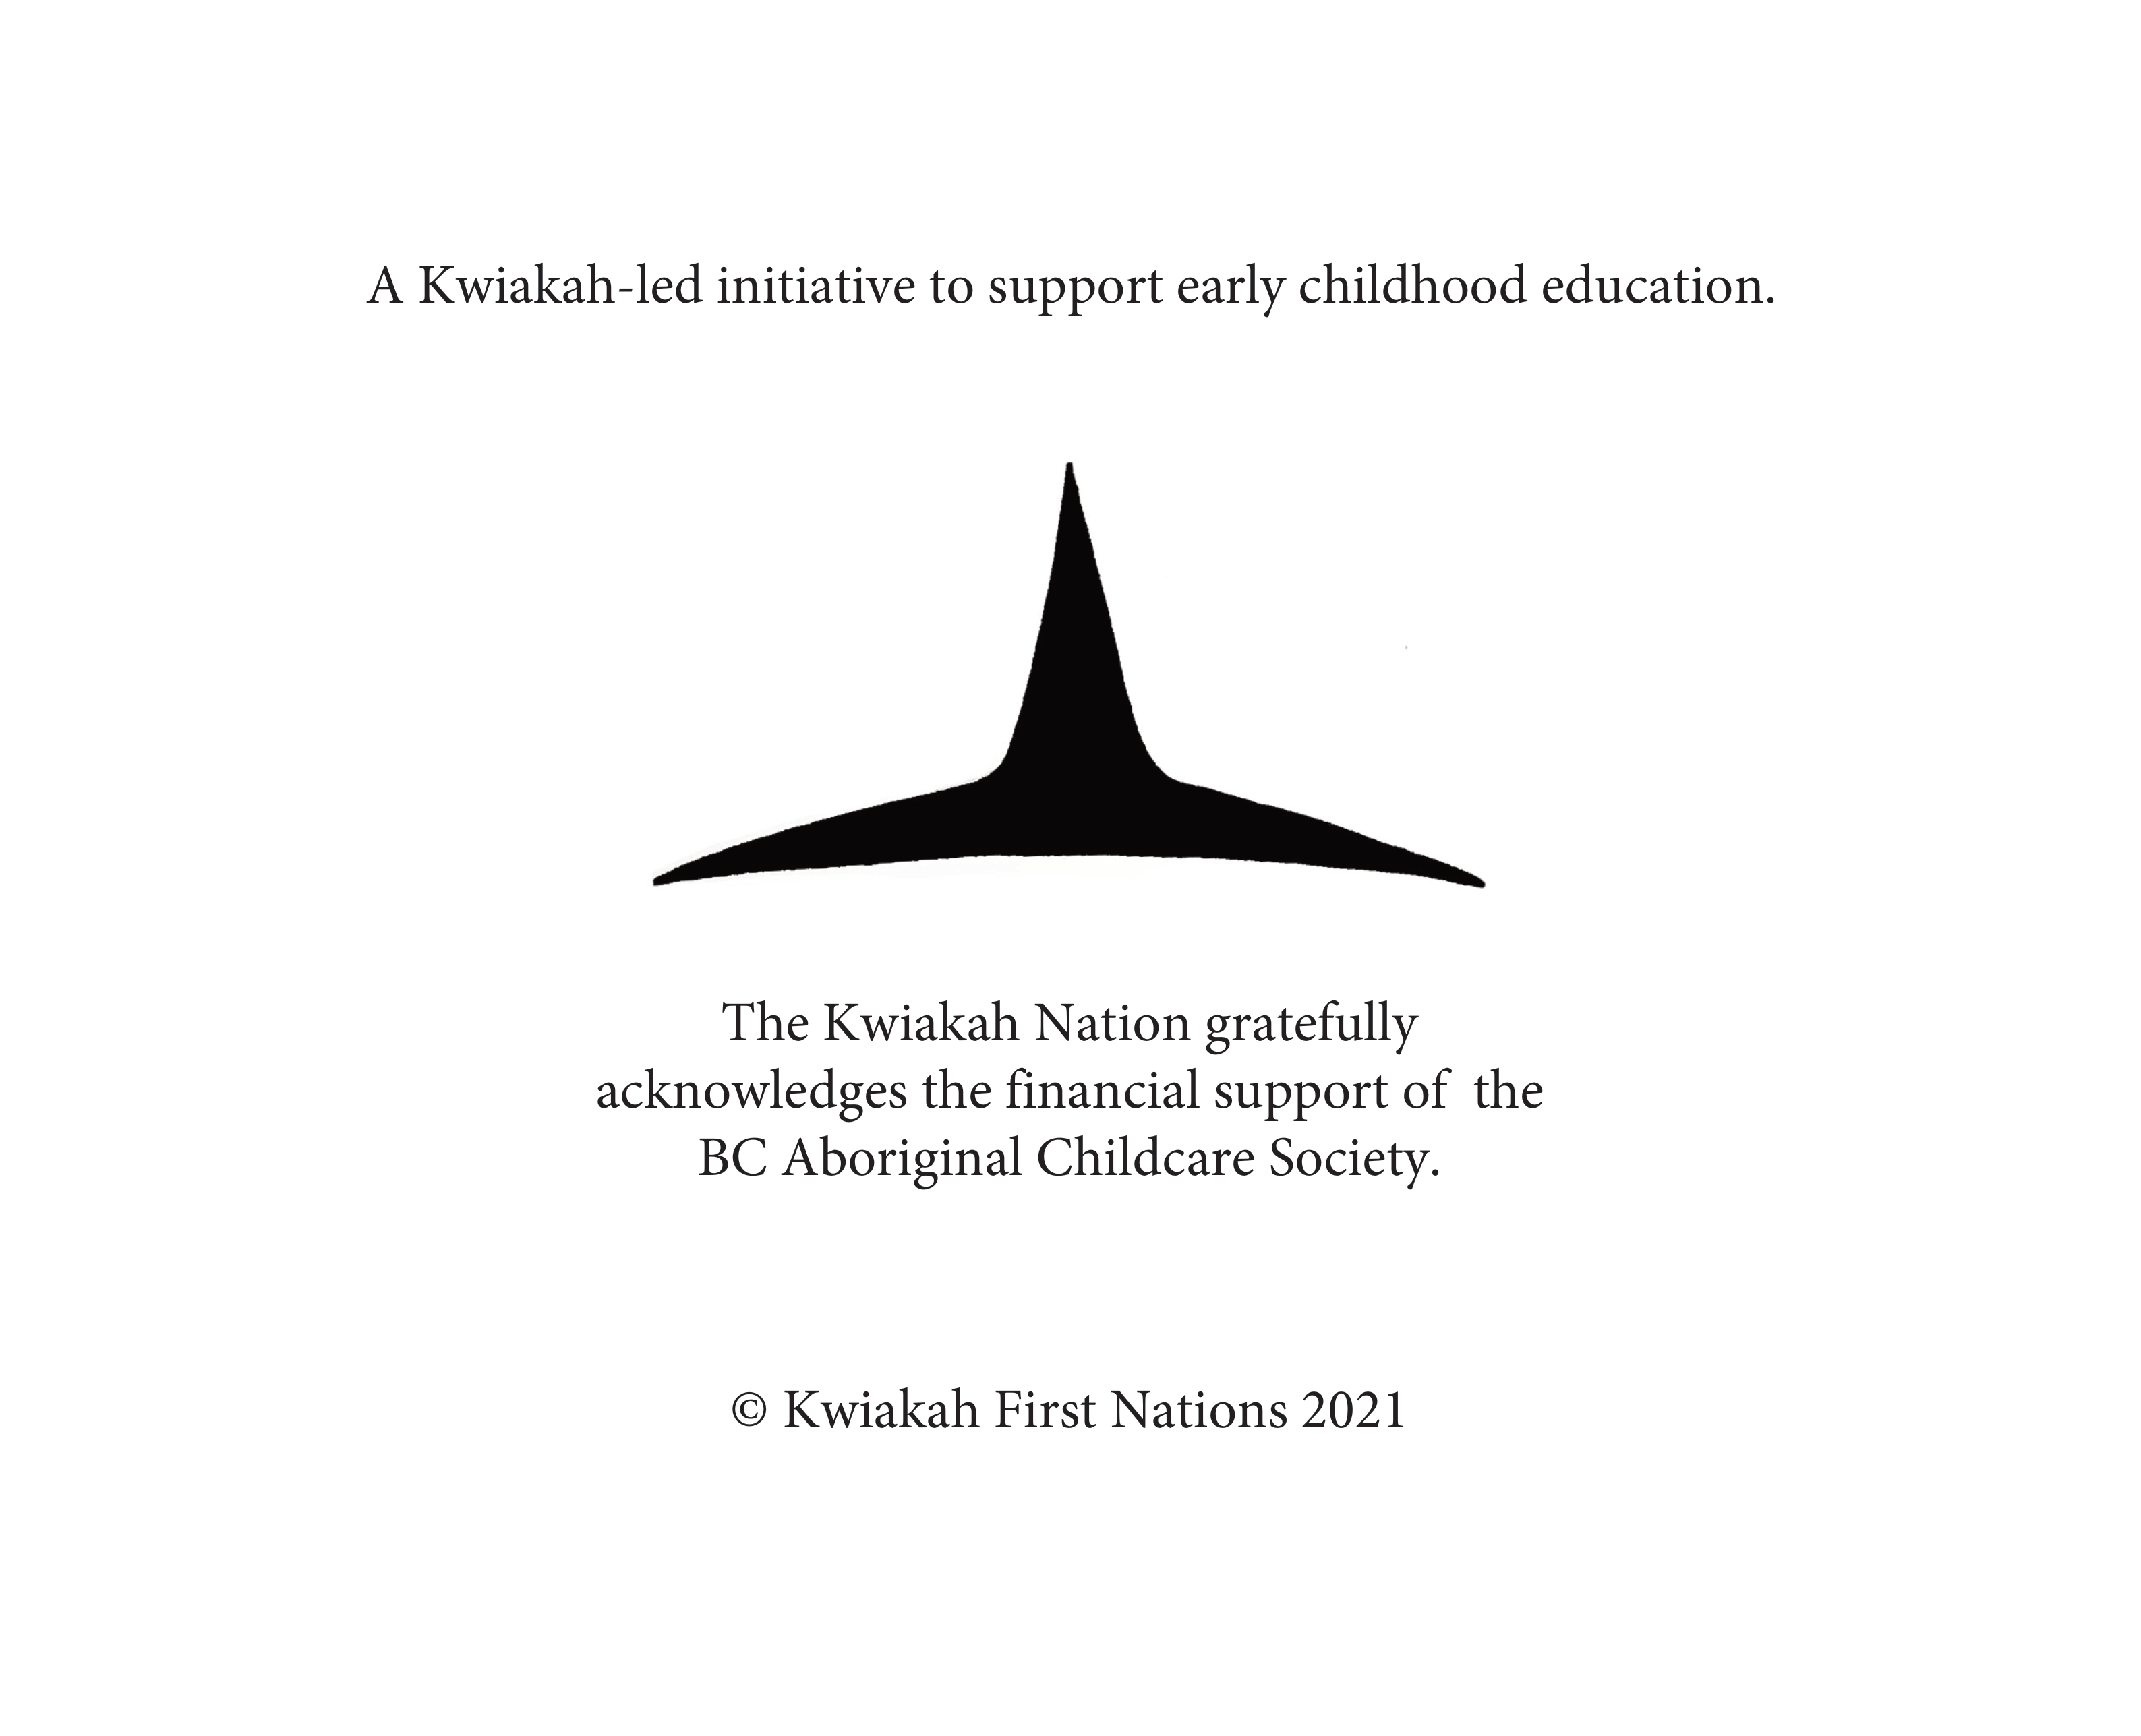 A Kwiakah-led initiative to support early childhood education.
The Kwiakah Nation gratefully
acknowledges the financial support of the
BC Aboriginal Childcare Society.
© Kwiakah First Nations 2021